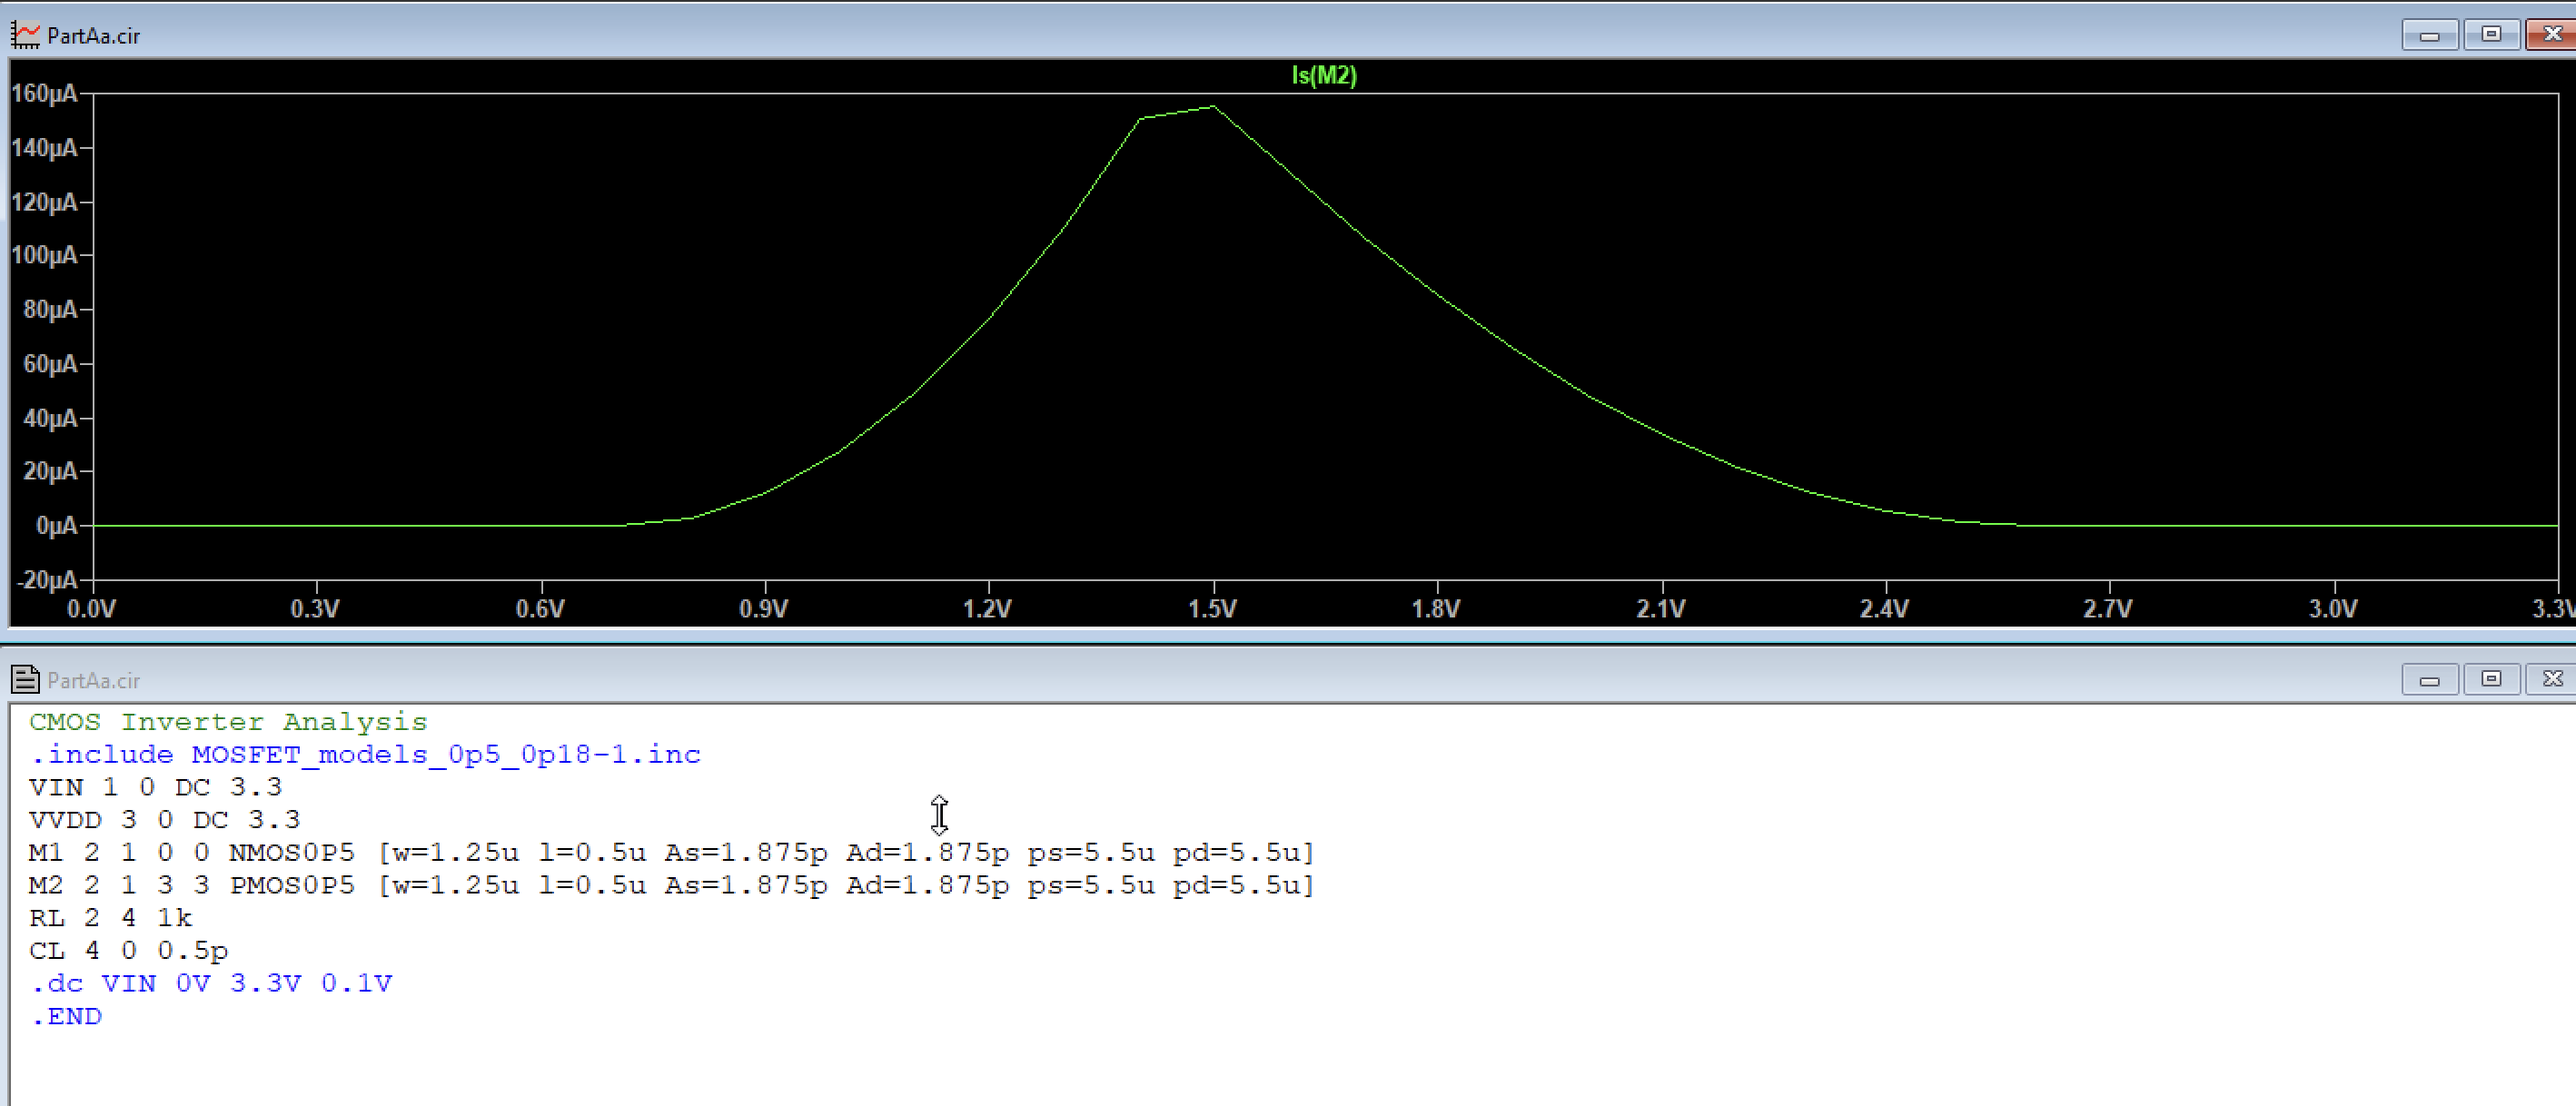 PartAa.cir
Is(M2)
160µA
140µA
120µA
100µA
80µA
60µA
40µA
20µA
0µA
-20µA
0.0V 0.3V 0.6V 0.9V 1.2V 1.5V 1.8V 2.1V 2.4V 2.7V 3.0V 3.3V
PartAa.cir
CMOS Inverter Analysis
.include MOSFET_models_0p5_0p18-1.inc
VIN 1 0 DC 3.3
VVDD 3 0 DC 3.3
M1 2 1 0 0 NMOS0P5 [w=1.25u l=0.5u As=1.875p Ad=1.875p ps=5.5u pd=5.5u]
M2 2 1 3 3 PMOS0P5 [w=1.25u l=0.5u As=1.875p Ad=1.875p ps=5.5u pd=5.5u]
RL 2 4 1k
CL 4 0 0.5p
.dc VIN 0V 3.3V 0.1V
.END